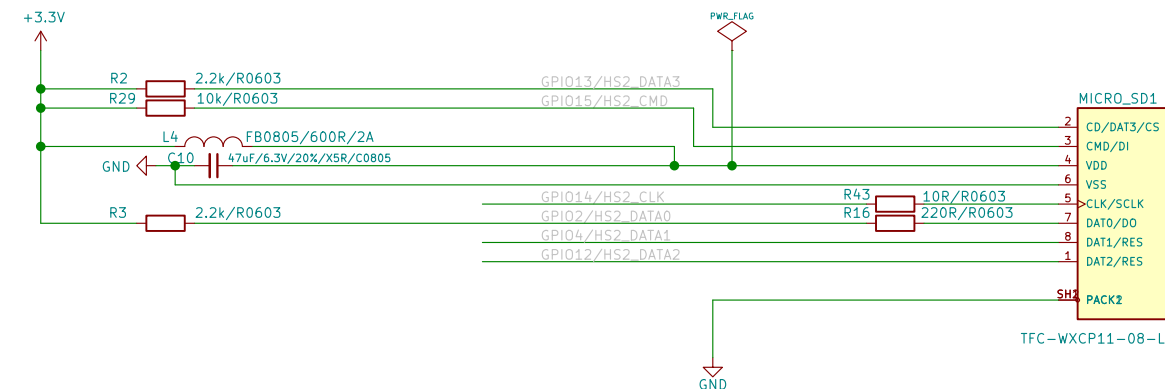 +3.3V
PWR_FLAG
R2 2.2k/R0603 GPIO13/HS2_DATA3
R29 10k/R0603 GPIO15/HS2_CMD
MICRO_SD1
2 CD/DAT3/CS
L4 FB0805/600R/2A
3 CMD/DI
GND C10 47uF/6.3V/20%/X5R/C0805
4 VDD
6 VSS
GPIO14/HS2_CLK R43 10R/R0603
5 CLK/SCLK
R3 2.2k/R0603 GPIO2/HS2_DATA0 R16 220R/R0603
7 DAT0/DO
GPIO4/HS2_DATA1 8 DAT1/RES
GPIO12/HS2_DATA2 1 DAT2/RES
TFC-WXCP11-08-L
GND